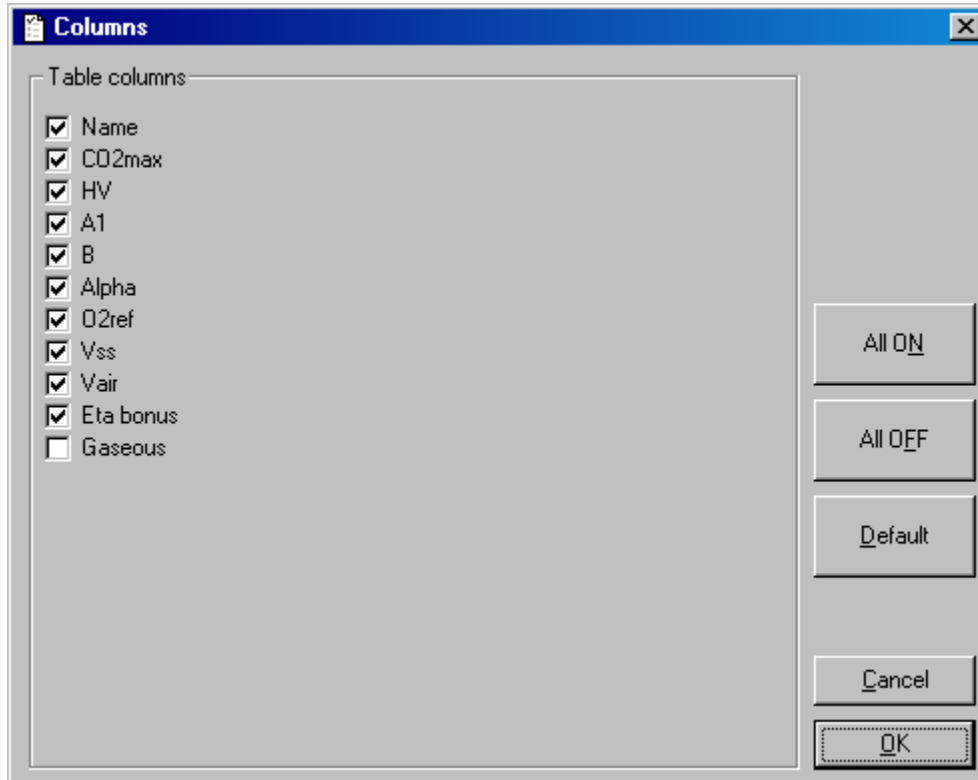 Columns
Table columns
Name
CO2max
HV
A1
B
Alpha
O2ref
Vss
Vair
Eta bonus
Gaseous
All ON
All OFF
Default
Cancel
OK